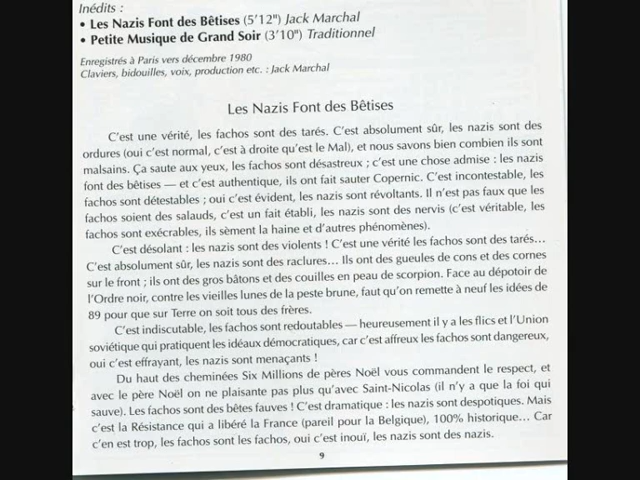 Inédits :
• Les Nazis Font des Bêtises (5'12") Jack Marchal
• Petite Musique de Grand Soir (3'10") Traditionnel
Enregistrés à Paris vers décembre 1980
Claviers, bidouilles, voix, production etc. : Jack Marchal
Les Nazis Font des Bêtises
C'est une vérité, les fachos sont des tarés. C'est absolument sûr, les nazis sont des
ordures (oui c'est normal, c'est à droite qu'est le Mal), et nous savons bien combien ils sont
malsains. Ça saute aux yeux, les fachos sont désastreux ; c'est une chose admise : les nazis
font des bêtises — et c'est authentique, ils ont fait sauter Copernic. C'est incontestable, les
fachos sont détestables ; oui c'est évident, les nazis sont révoltants. Il n'est pas faux que les
fachos soient des salauds, c'est un fait établi, les nazis sont des nervis (c'est véritable, les
fachos sont exécrables, ils sèment la haine et d'autres phénomènes).
C'est désolant : les nazis sont des violents ! C'est une vérité les fachos sont des tarés…
C'est absolument sûr, les nazis sont des raclures… Ils ont des gueules de cons et des cornes
sur le front ; ils ont des gros bâtons et des couilles en peau de scorpion. Face au dépotoir de
l'Ordre noir, contre les vieilles lunes de la peste brune, faut qu'on remette à neuf les idées de
89 pour que sur Terre on soit tous des frères.
C'est indiscutable, les fachos sont redoutables — heureusement il y a les flics et l'Union
soviétique qui pratiquent les idéaux démocratiques, car c'est affreux les fachos sont dangereux,
oui c'est effrayant, les nazis sont menaçants !
Du haut des cheminées Six Millions de pères Noël vous commandent le respect, et
avec le père Noël on ne plaisante pas plus qu'avec Saint-Nicolas (il n'y a que la foi qui
sauve). Les fachos sont des bêtes fauves ! C'est dramatique : les nazis sont despotiques. Mais
c'est la Résistance qui a libéré la France (pareil pour la Belgique), 100% historique… Car
c'en est trop, les fachos sont les fachos, oui c'est inouï, les nazis sont des nazis.
9